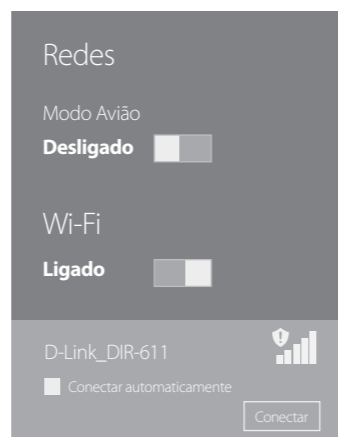 Redes
Modo Avião
Desligado
Wi-Fi
Ligado
D-Link_DIR-611
Conectar automaticamente
Conectar